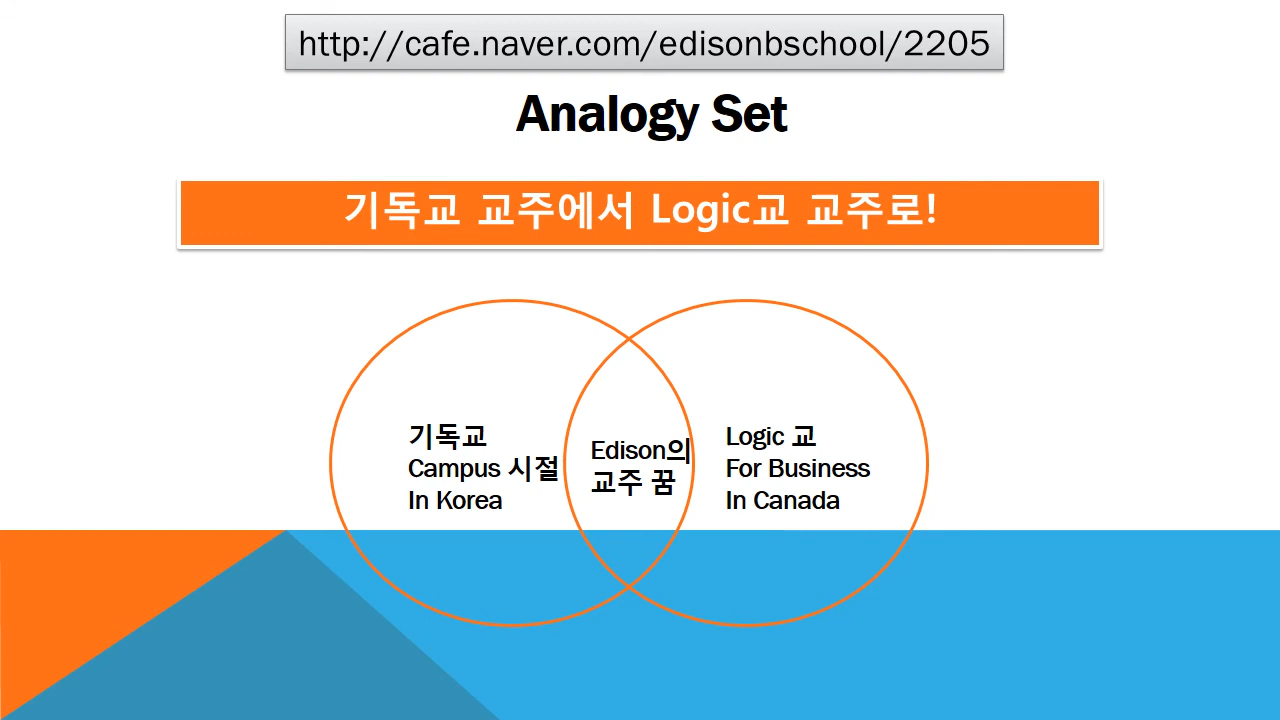 http://cafe.naver.com/edisonbschool/2205
Analogy Set
기독교 교주에서 Logic교 교주로!
기독교
Campus 시절
In Korea
Edison의
교주 꿈
Logic 교
For Business
In Canada